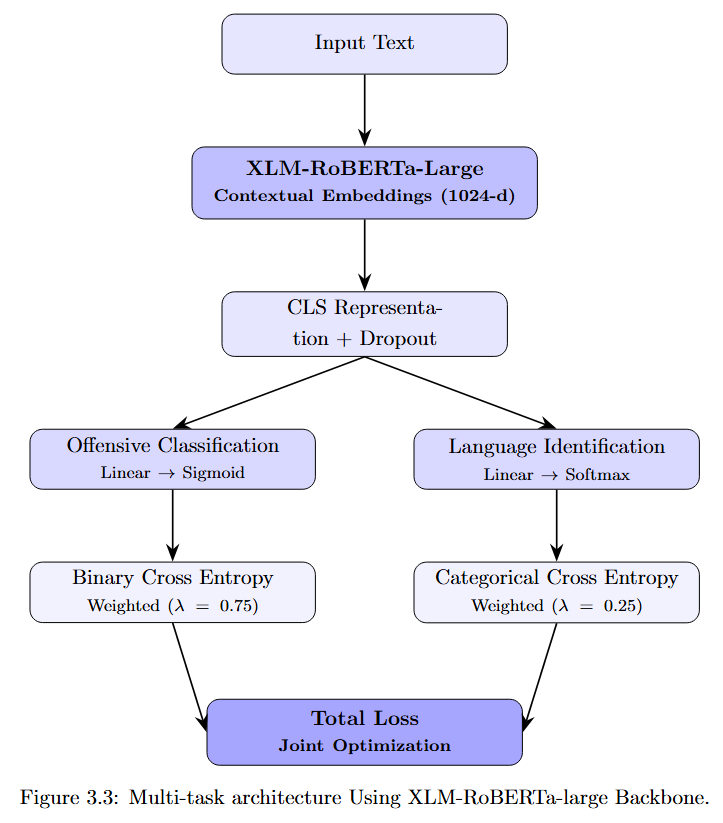 Input Text
XLM-RoBERTa-Large
Contextual Embeddings (1024-d)
CLS Representa-
tion + Dropout
Offensive Classification
Linear → Sigmoid
Language Identification
Linear → Softmax
Binary Cross Entropy
Weighted (λ = 0.75)
Categorical Cross Entropy
Weighted (λ = 0.25)
Total Loss
Joint Optimization
Figure 3.3: Multi-task architecture Using XLM-RoBERTa-large Backbone.